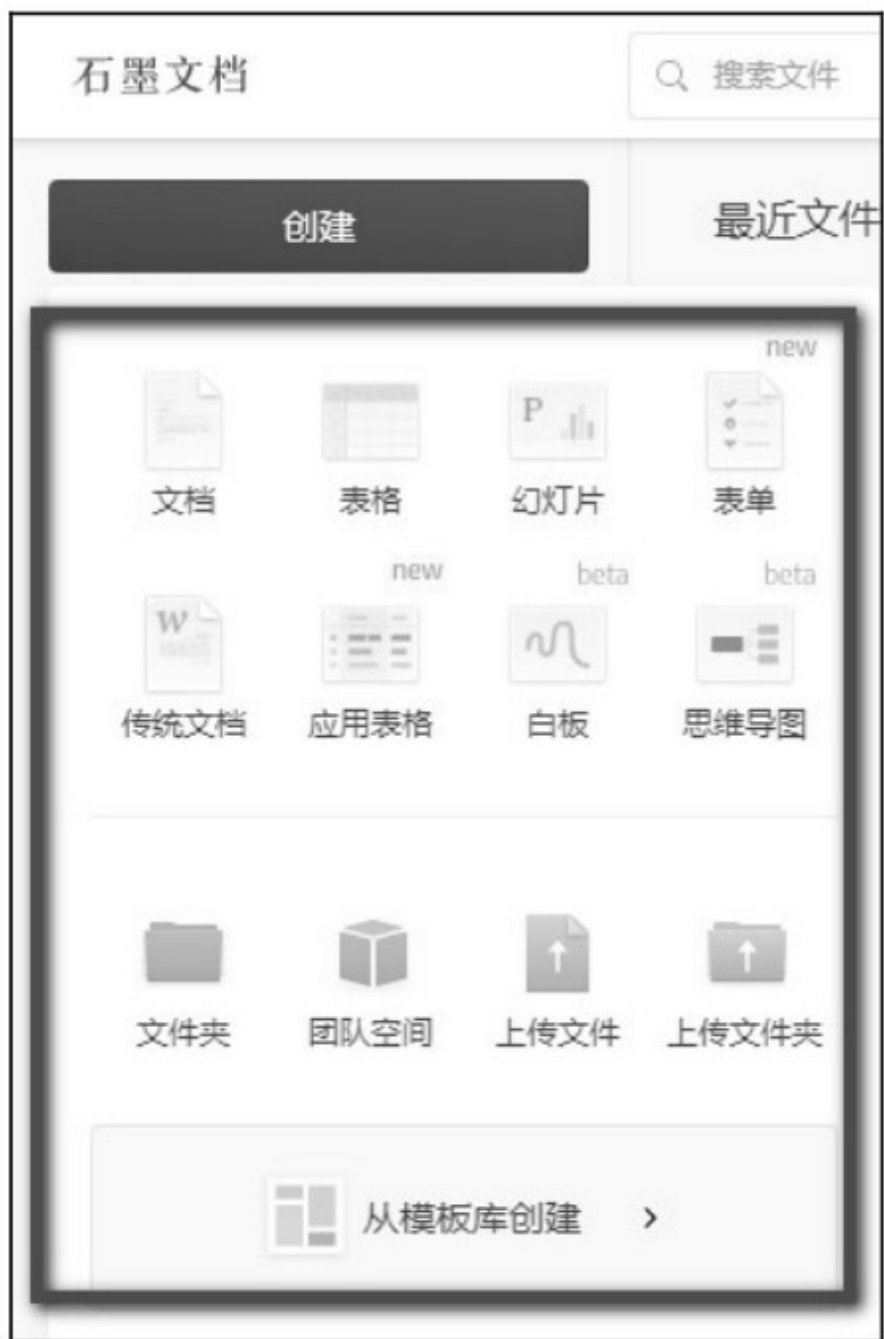 石墨文档 搜索文件
创建 最近文件
new
P
文档 表格 幻灯片 表单
new beta beta
W
传统文档 应用表格 白板 思维导图
文件夹 团队空间 上传文件 上传文件夹
从模板库创建 >